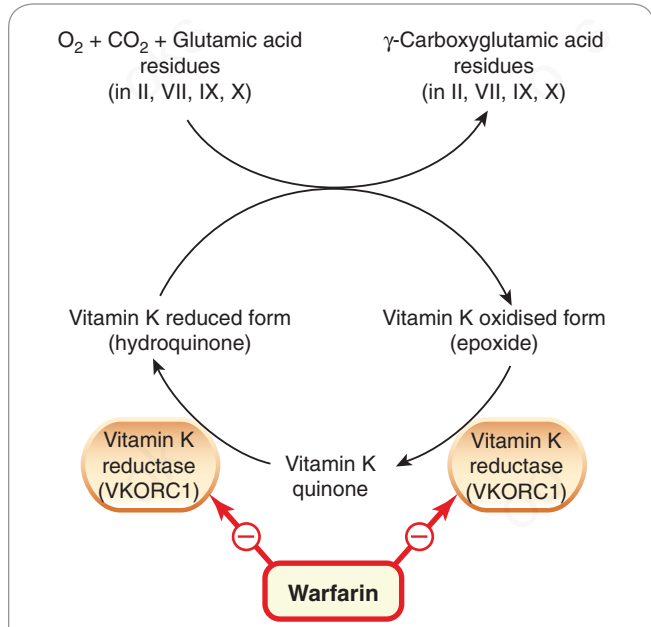 O₂ + CO₂ + Glutamic acid
residues
(in II, VII, IX, X)
γ-Carboxyglutamic acid
residues
(in II, VII, IX, X)
Vitamin K reduced form
(hydroquinone)
Vitamin K oxidised form
(epoxide)
Vitamin K
reductase
(VKORC1)
Vitamin K
quinone
Vitamin K
reductase
(VKORC1)
−
−
Warfarin